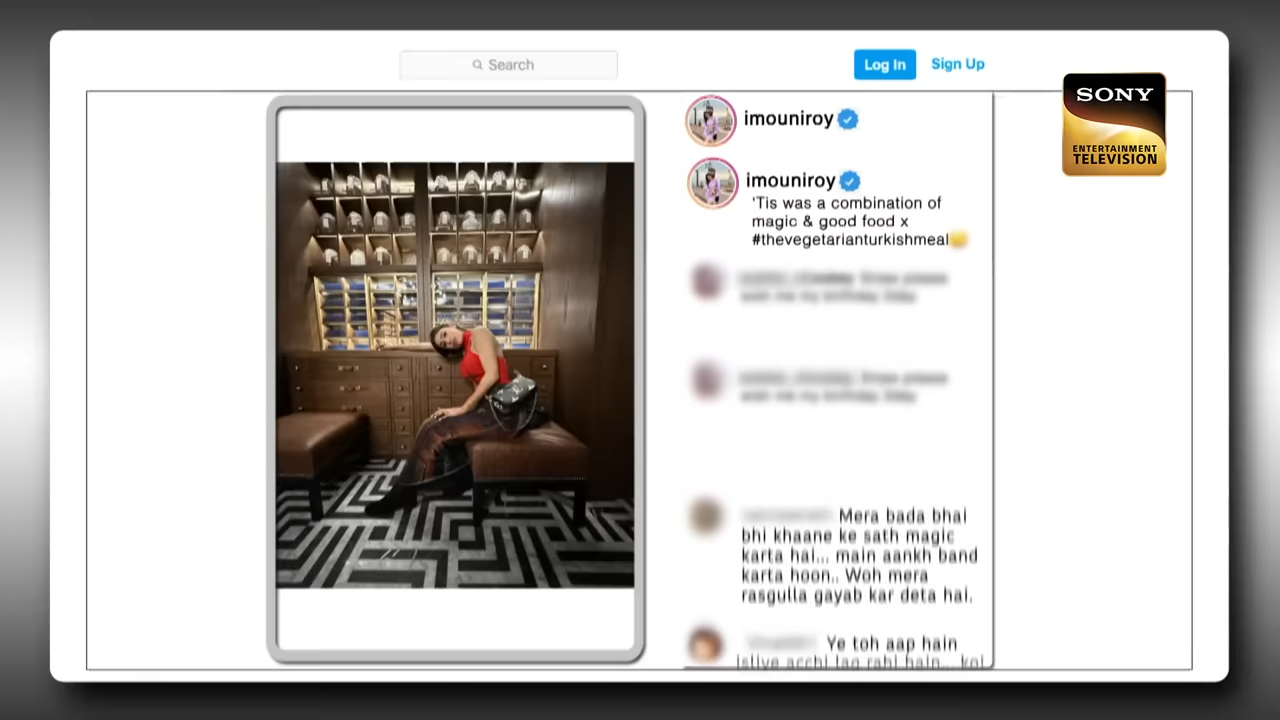 Search
Log In
Sign Up
SONY
ENTERTAINMENT
TELEVISION
imouniroy
imouniroy
'Tis was a combination of
magic & good food x
#thevegetarianturkishmeal
Mera bada bhai
bhi khaane ke sath magic
karta hai... main aankh band
karta hoon.. Woh mera
rasgulla gayab kar deta hai.
Ye toh aap hain
isliye acchi lag rahi hain... koi